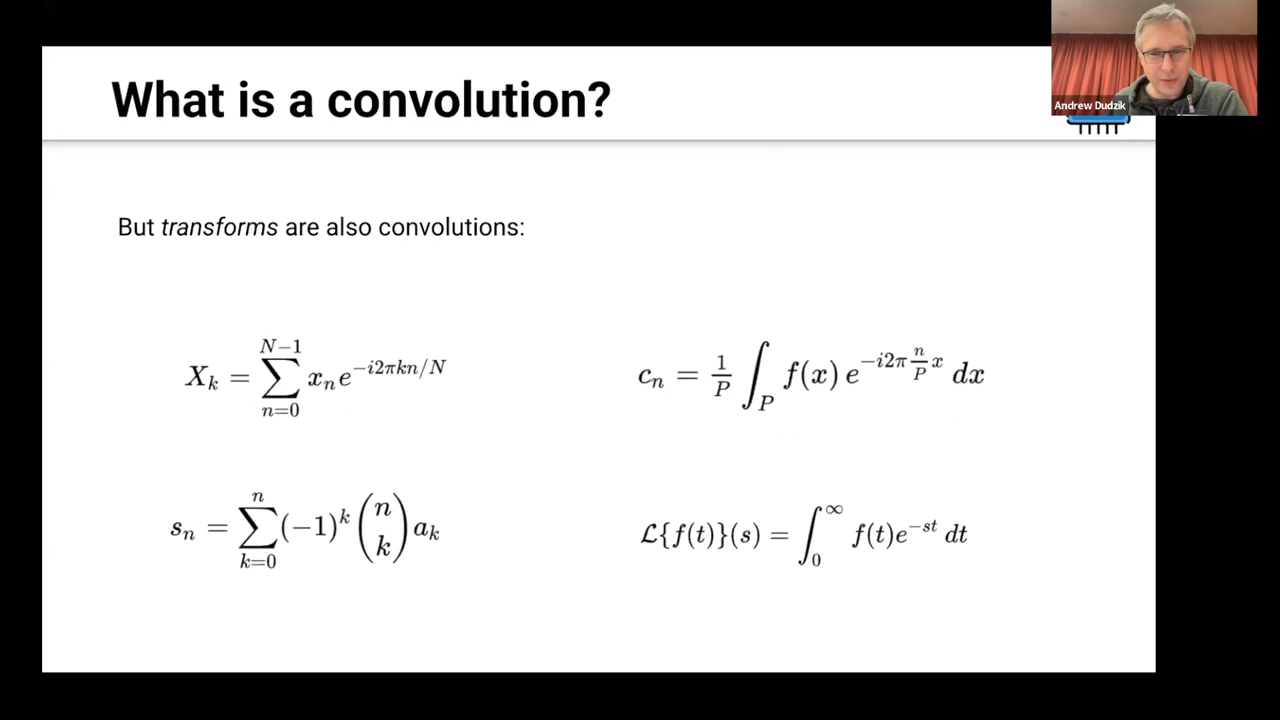 What is a convolution?
Andrew Dudzik
But transforms are also convolutions:
X_k = \sum_{n=0}^{N-1} x_n e^{-i2\pi kn/N}
c_n = \frac{1}{P} \int_P f(x) e^{-i2\pi \frac{n}{P} x} dx
s_n = \sum_{k=0}^{n} (-1)^k \binom{n}{k} a_k
\mathcal{L}\{f(t)\}(s) = \int_0^\infty f(t)e^{-st} dt